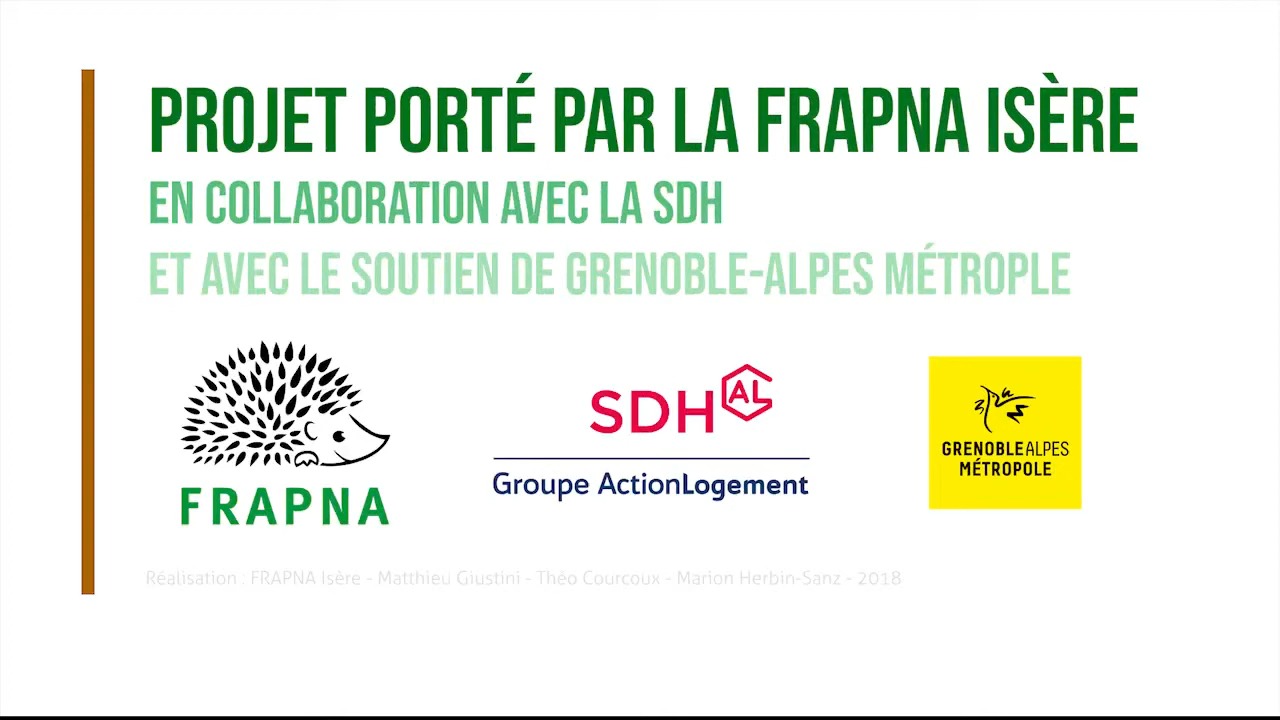 PROJET PORTÉ PAR LA FRAPNA ISÈRE
EN COLLABORATION AVEC LA SDH
ET AVEC LE SOUTIEN DE GRENOBLE-ALPES MÉTROPLE
FRAPNA
SDH AL
Groupe ActionLogement
GRENOBLEALPES
MÉTROPOLE
Réalisation : FRAPNA Isère - Matthieu Giustini - Théo Courcoux - Marion Herbin-Sanz - 2018